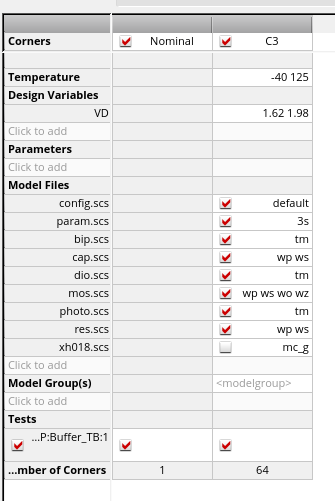 Corners Nominal C3
Temperature -40 125
Design Variables
VD 1.62 1.98
Click to add
Parameters
Click to add
Model Files
config.scs default
param.scs 3s
bip.scs tm
cap.scs wp ws
dio.scs tm
mos.scs wp ws wo wz
photo.scs tm
res.scs wp ws
xh018.scs mc_g
Click to add
Model Group(s) <modelgroup>
Click to add
Tests
...P:Buffer_TB:1
...mber of Corners 1 64